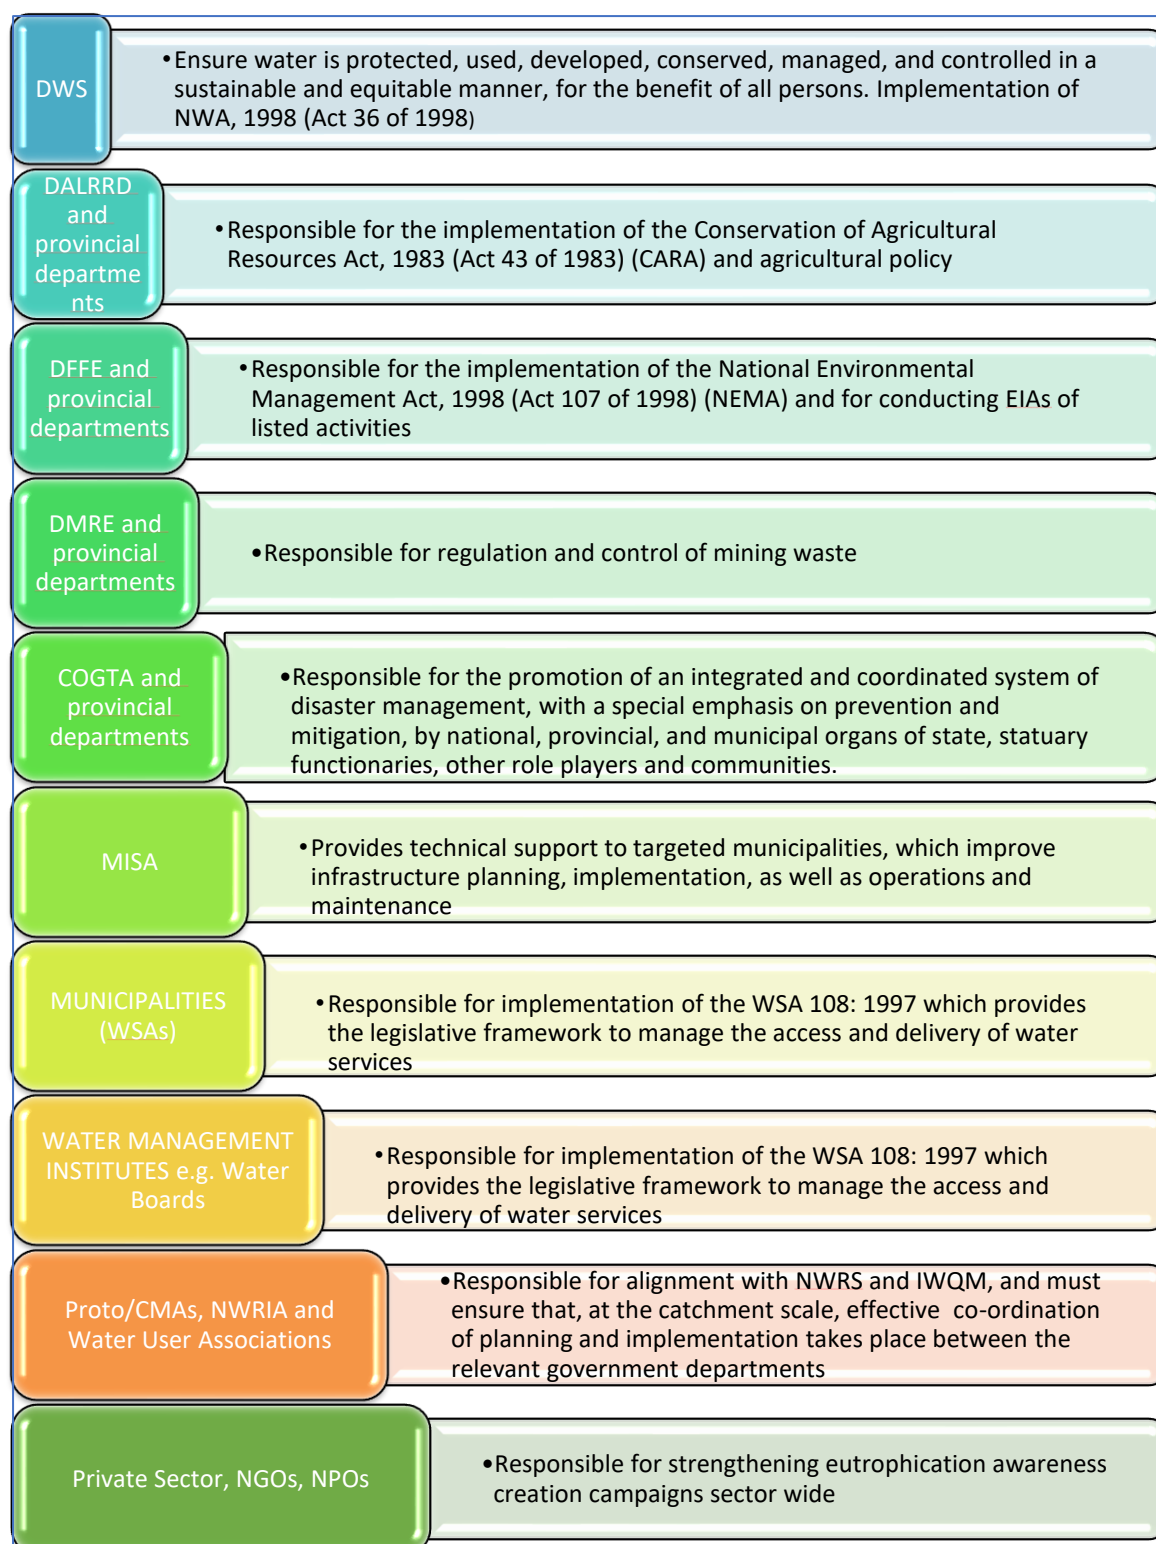 DWS
•Ensure water is protected, used, developed, conserved, managed, and controlled in a
sustainable and equitable manner, for the benefit of all persons. Implementation of
NWA, 1998 (Act 36 of 1998)
DALRRD
and
provincial
departme
nts
•Responsible for the implementation of the Conservation of Agricultural
Resources Act, 1983 (Act 43 of 1983) (CARA) and agricultural policy
DFFE and
provincial
departments
•Responsible for the implementation of the National Environmental
Management Act, 1998 (Act 107 of 1998) (NEMA) and for conducting EIAs of
listed activities
DMRE and
provincial
departments
•Responsible for regulation and control of mining waste
COGTA and
provincial
departments
•Responsible for the promotion of an integrated and coordinated system of
disaster management, with a special emphasis on prevention and
mitigation, by national, provincial, and municipal organs of state, statuary
functionaries, other role players and communities.
MISA
•Provides technical support to targeted municipalities, which improve
infrastructure planning, implementation, as well as operations and
maintenance
MUNICIPALITIES
(WSAs)
•Responsible for implementation of the WSA 108: 1997 which provides
the legislative framework to manage the access and delivery of water
services
WATER MANAGEMENT
INSTITUTES e.g. Water
Boards
•Responsible for implementation of the WSA 108: 1997 which
provides the legislative framework to manage the access and
delivery of water services
Proto/CMAs, NWRIA and
Water User Associations
•Responsible for alignment with NWRS and IWQM, and must
ensure that, at the catchment scale, effective  co-ordination
of planning and implementation takes place between the
relevant government departments
Private Sector, NGOs, NPOs
•Responsible for strengthening eutrophication awareness
creation campaigns sector wide